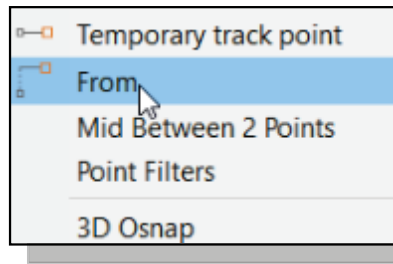 Temporary track point
From
Mid Between 2 Points
Point Filters
3D Osnap